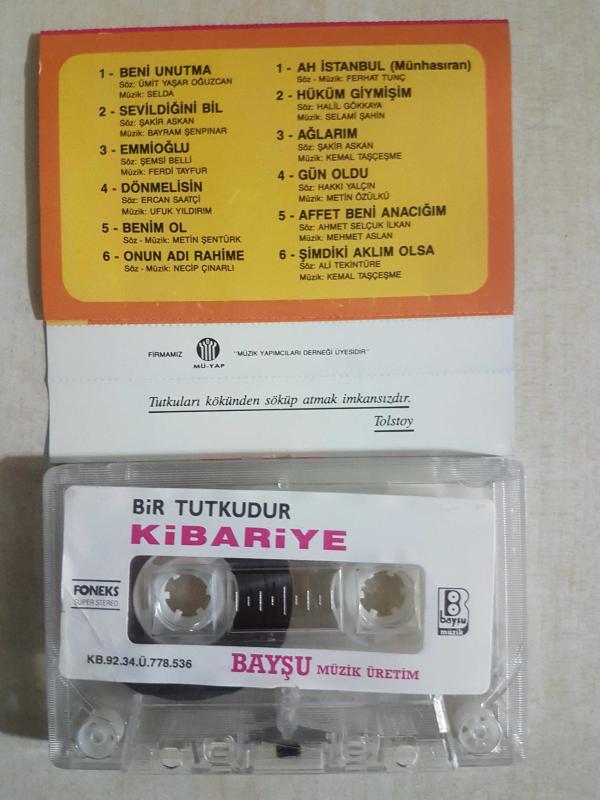 1 - BENİ UNUTMA
Söz: ÜMİT YAŞAR OĞUZCAN
Müzik: SELDA
2 - SEVİLDİĞİNİ BİL
Söz: ŞAKİR ASKAN
Müzik: BAYRAM ŞENPINAR
3 - EMMİOĞLU
Söz: ŞEMSİ BELLİ
Müzik: FERDİ TAYFUR
4 - DÖNMELİSİN
Söz: ERCAN SAATÇİ
Müzik: UFUK YILDIRIM
5 - BENİM OL
Söz - Müzik: METİN ŞENTÜRK
6 - ONUN ADI RAHİME
Söz - Müzik: NECİP ÇINARLI
1 - AH İSTANBUL (Münhasıran)
Söz - Müzik: FERHAT TUNÇ
2 - HÜKÜM GİYMİŞİM
Söz: HALİL GÖKKAYA
Müzik: SELAMİ ŞAHİN
3 - AĞLARIM
Söz: ŞAKİR ASKAN
Müzik: KEMAL TAŞÇEŞME
4 - GÜN OLDU
Söz: HAKKI YALÇIN
Müzik: METİN ÖZÜLKÜ
5 - AFFET BENİ ANACIĞIM
Söz: AHMET SELÇUK İLKAN
Müzik: MEHMET ASLAN
6 - ŞİMDİKİ AKLIM OLSA
Söz: ALİ TEKİNTÜRE
Müzik: KEMAL TAŞÇEŞME
FİRMAMIZ MÜ-YAP "MÜZİK YAPIMCILARI DERNEĞİ ÜYESİDİR"
Tutkuları kökünden söküp atmak imkansızdır.
Tolstoy
BİR TUTKUDUR
KİBARİYE
FONEKS
SUPER STEREO
B
bayşu
müzik
KB.92.34.Ü.778.536
BAYŞU MÜZİK ÜRETİM